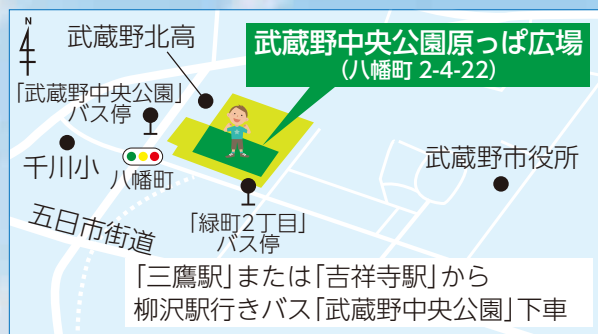 N
武蔵野北高
武蔵野中央公園原っぱ広場
(八幡町 2-4-22)
「武蔵野中央公園」
バス停
千川小
八幡町
武蔵野市役所
五日市街道
「緑町2丁目」
バス停
「三鷹駅」または「吉祥寺駅」から
柳沢駅行きバス「武蔵野中央公園」下車